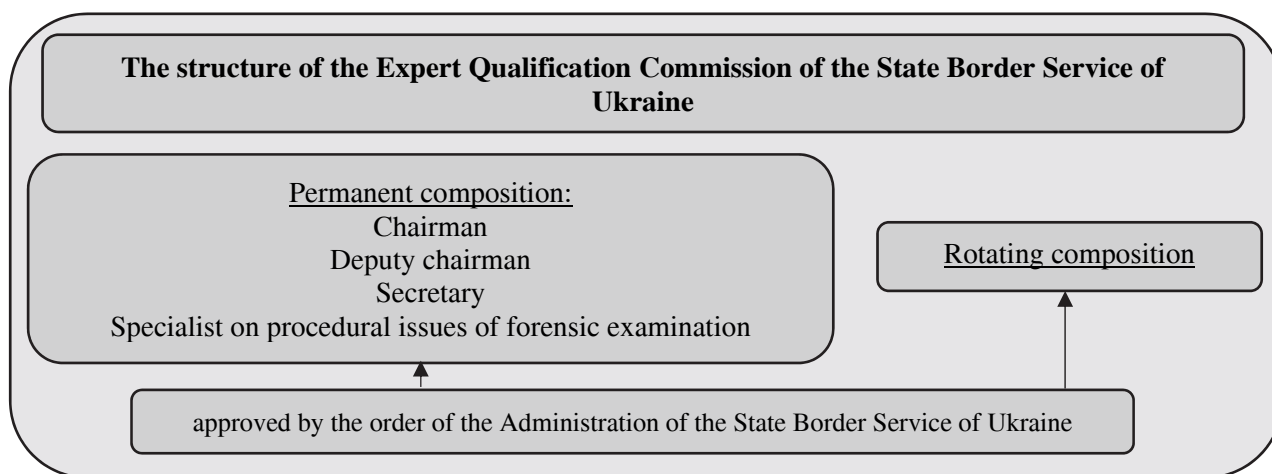 The structure of the Expert Qualification Commission of the State Border Service of
Ukraine
Permanent composition:
Chairman
Deputy chairman
Secretary
Specialist on procedural issues of forensic examination
Rotating composition
approved by the order of the Administration of the State Border Service of Ukraine